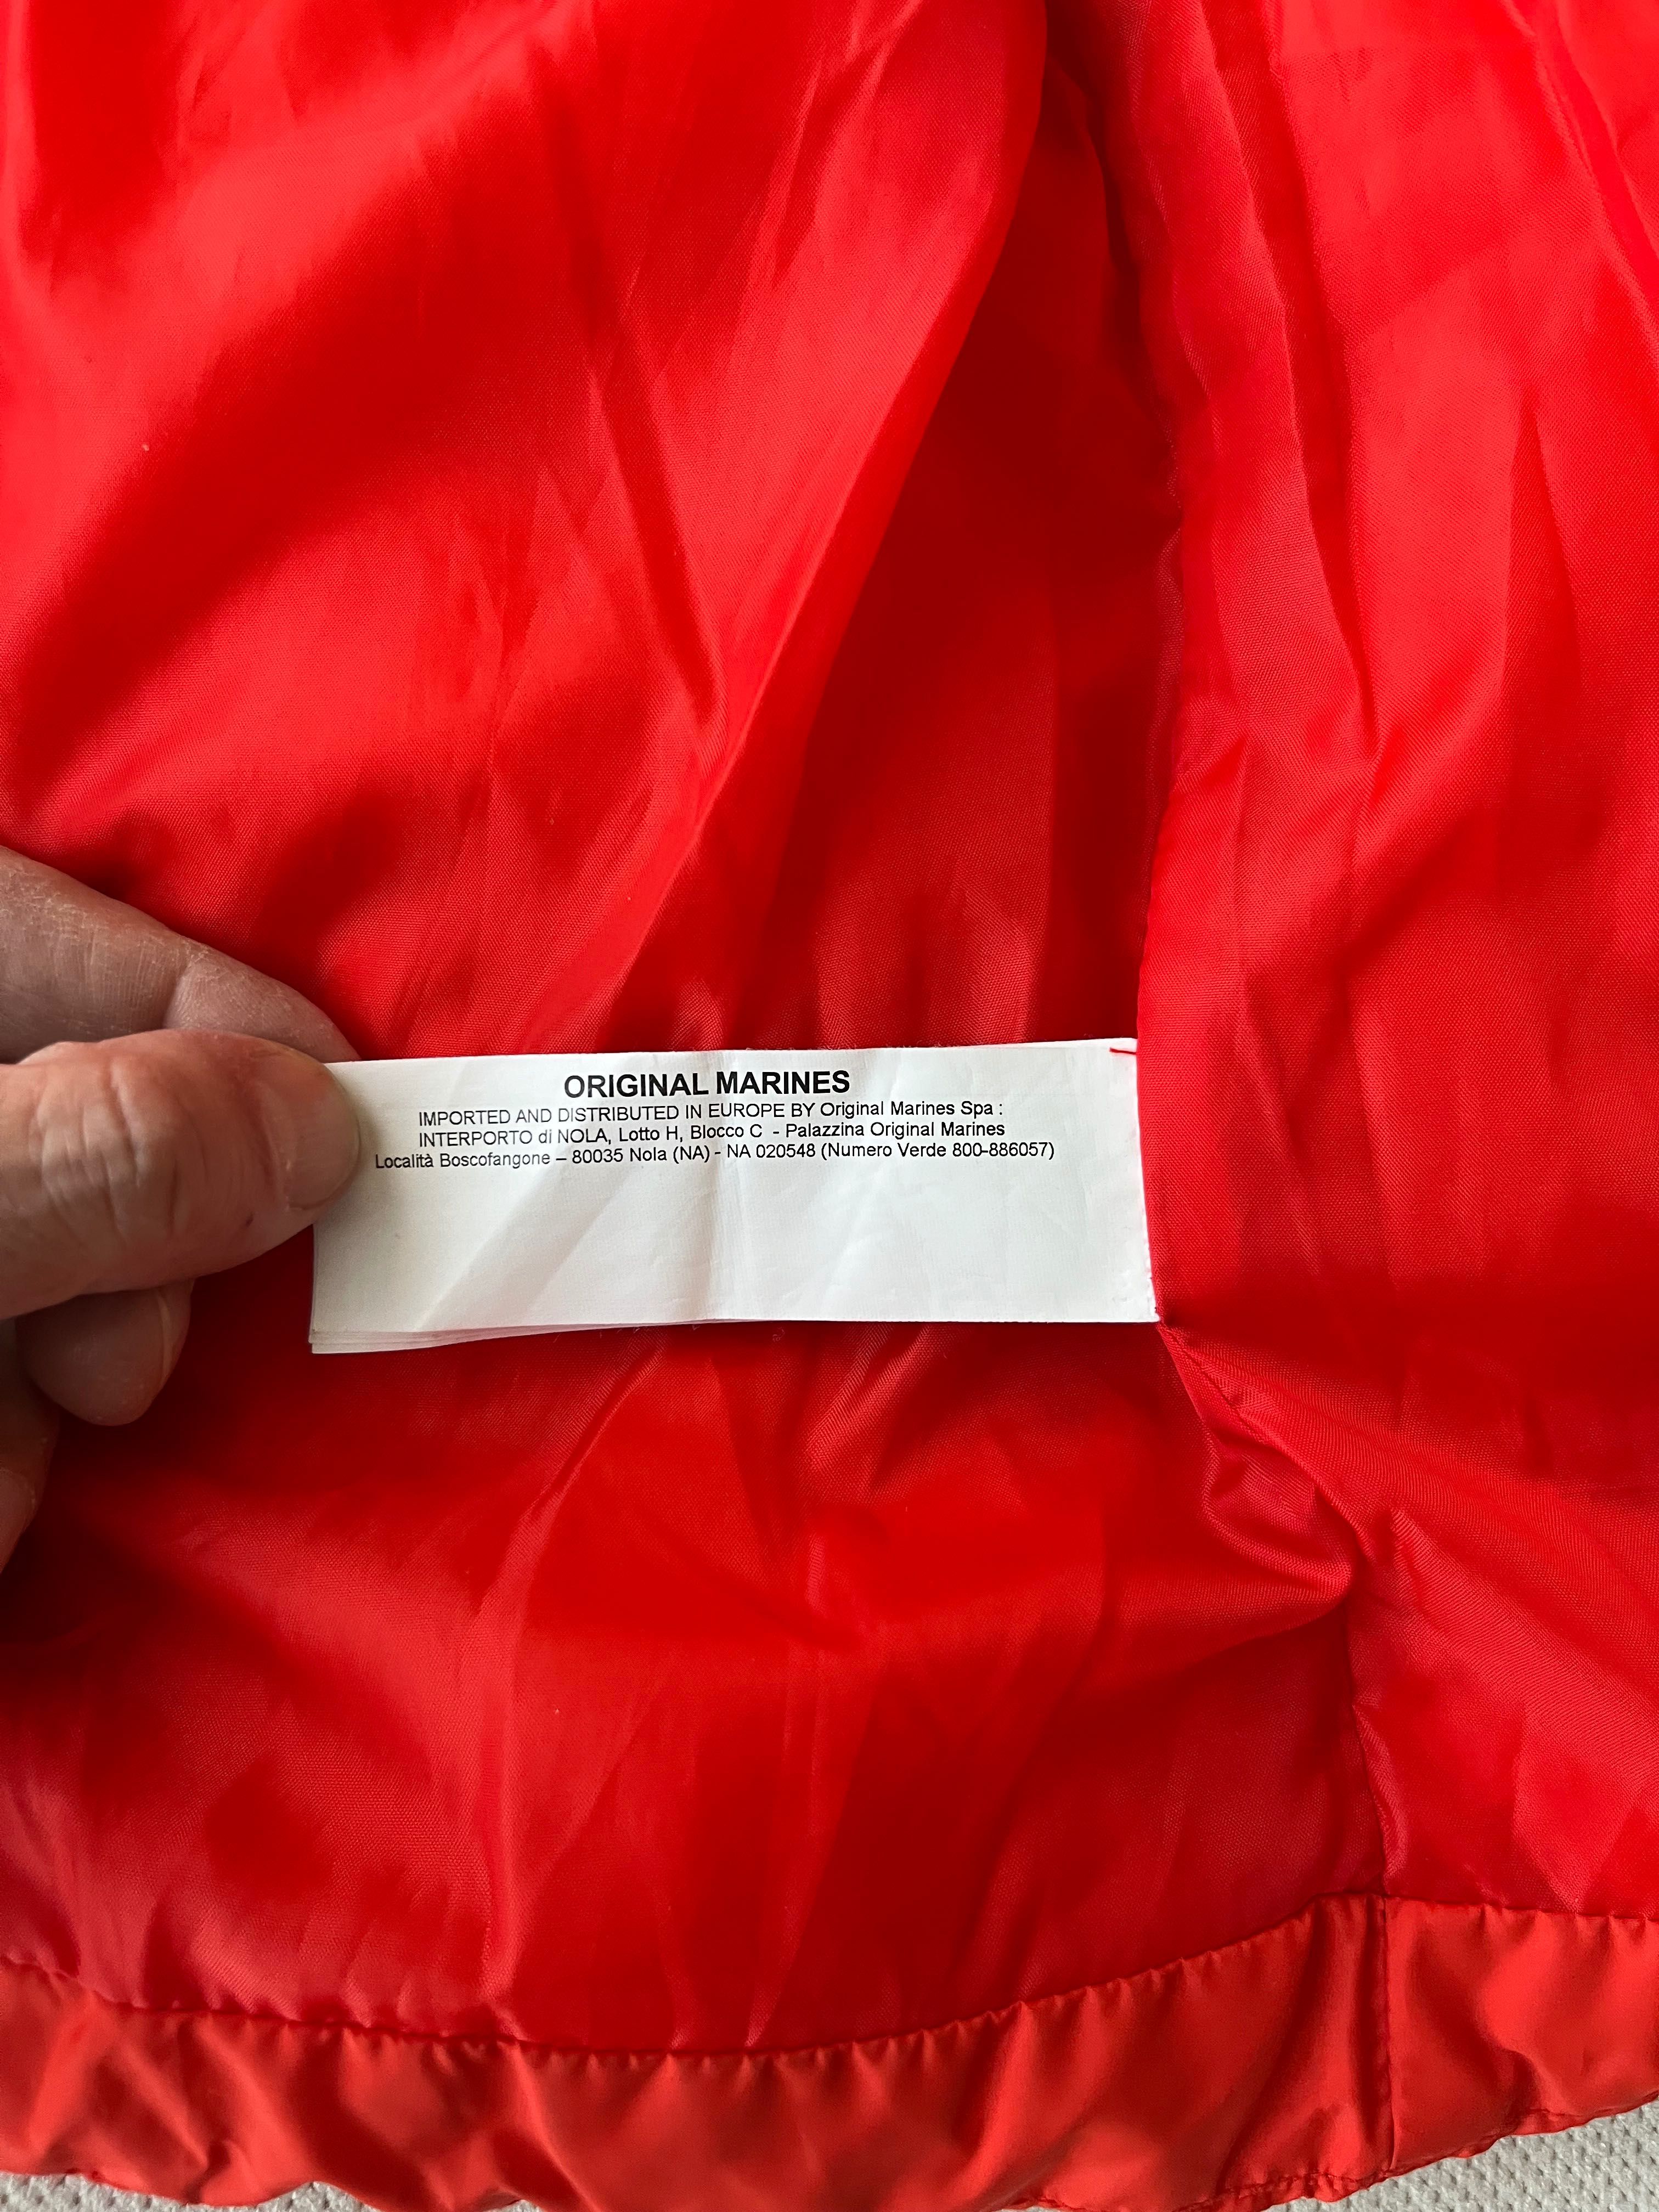 ORIGINAL MARINES
IMPORTED AND DISTRIBUTED IN EUROPE BY Original Marines Spa :
INTERPORTO di NOLA, Lotto H, Blocco C - Palazzina Original Marines
Località Boscofangone – 80035 Nola (NA) - NA 020548 (Numero Verde 800-886057)